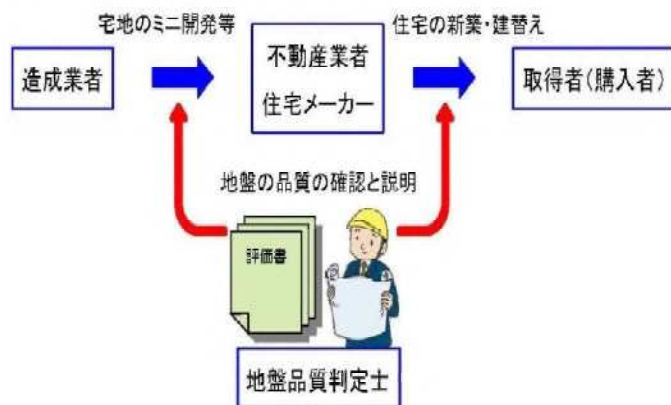 宅地のミニ開発等
住宅の新築・建替え
造成業者
不動産業者
住宅メーカー
取得者(購入者)
地盤の品質の確認と説明
評価書
地盤品質判定士